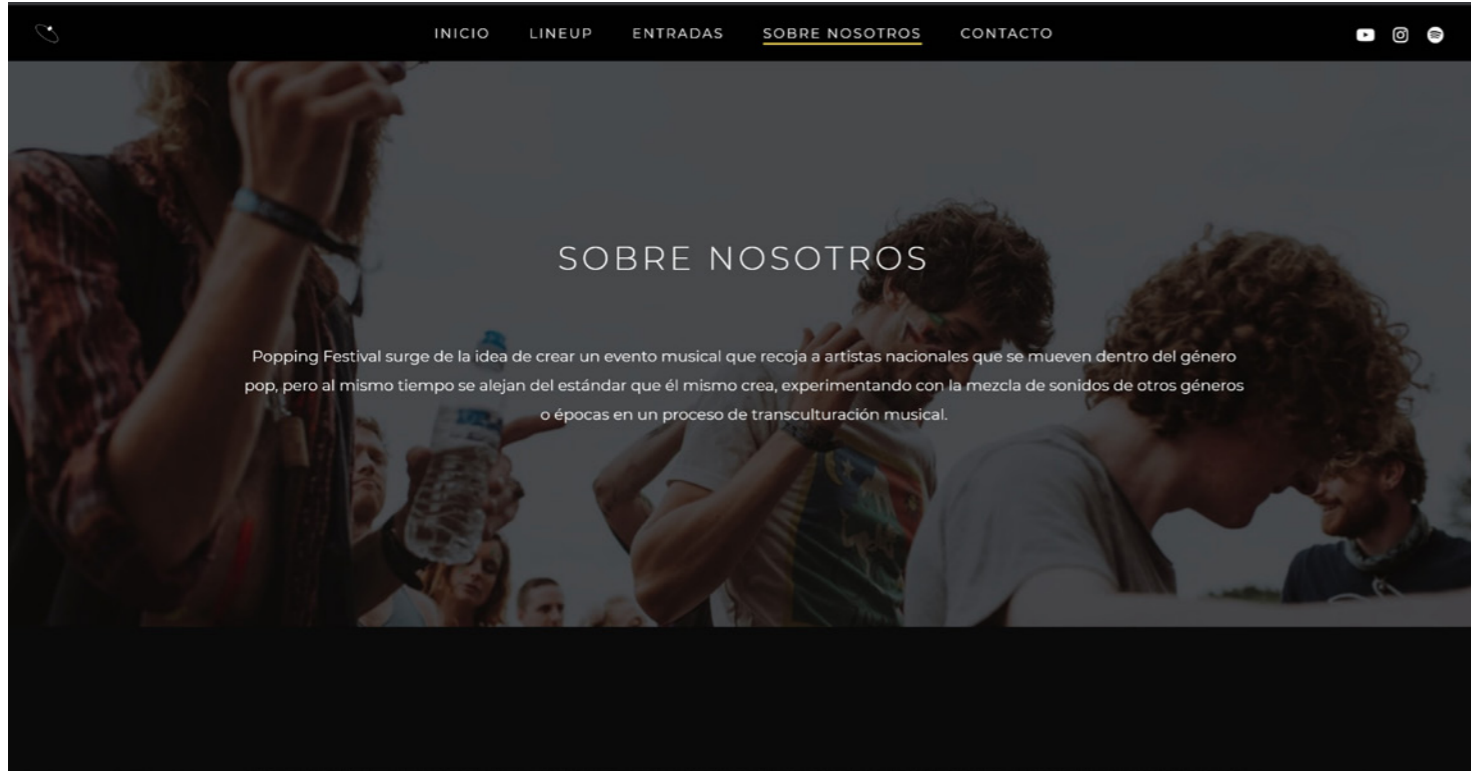 INICIO LINEUP ENTRADAS SOBRE NOSOTROS CONTACTO
SOBRE NOSOTROS
Popping Festival surge de la idea de crear un evento musical que recoja a artistas nacionales que se mueven dentro del género
pop, pero al mismo tiempo se alejan del estándar que él mismo crea, experimentando con la mezcla de sonidos de otros géneros
o épocas en un proceso de transculturación musical.